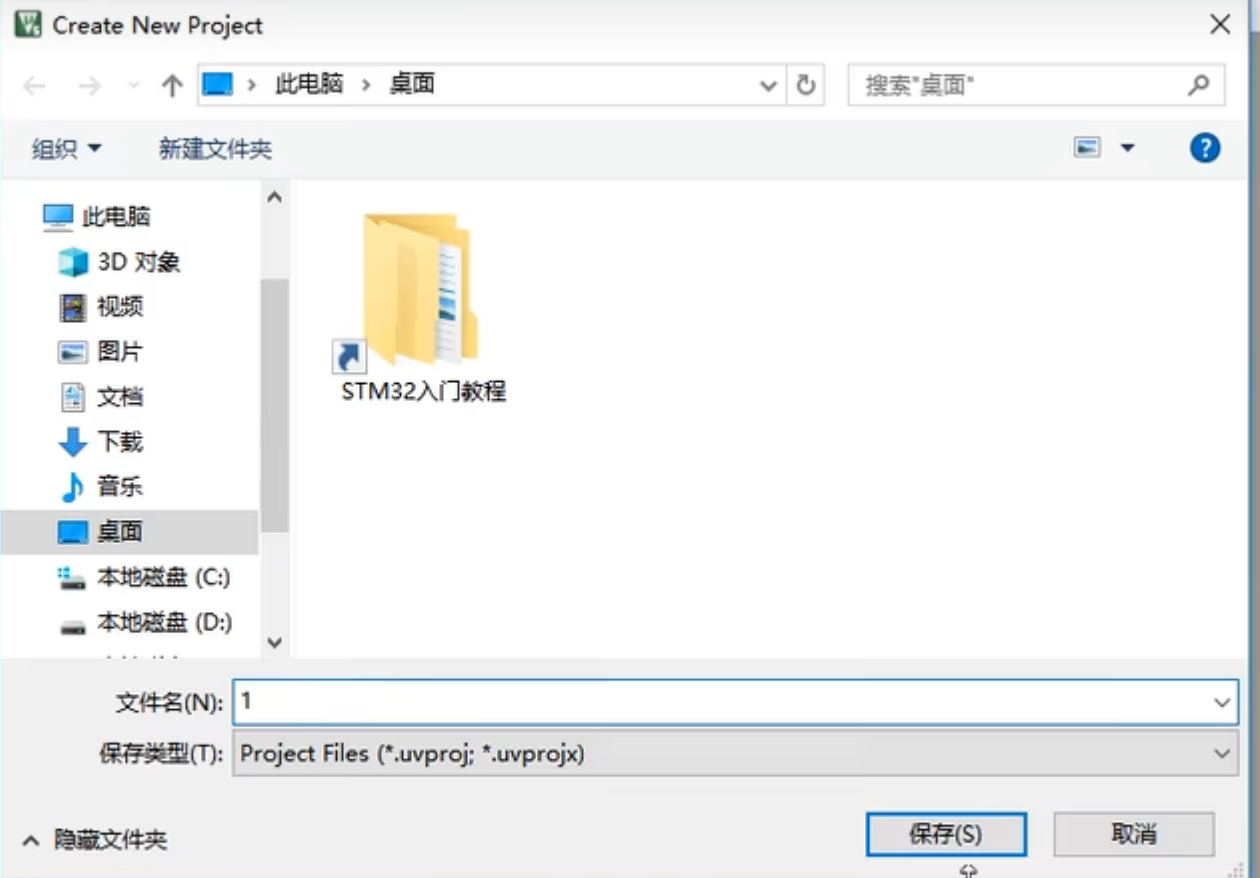 Create New Project
此电脑 › 桌面
搜索"桌面"
组织
新建文件夹
此电脑
3D 对象
视频
图片
文档
下载
音乐
桌面
本地磁盘 (C:)
本地磁盘 (D:)
STM32入门教程
文件名(N): 1
保存类型(T): Project Files (*.uvproj; *.uvprojx)
隐藏文件夹
保存(S)
取消